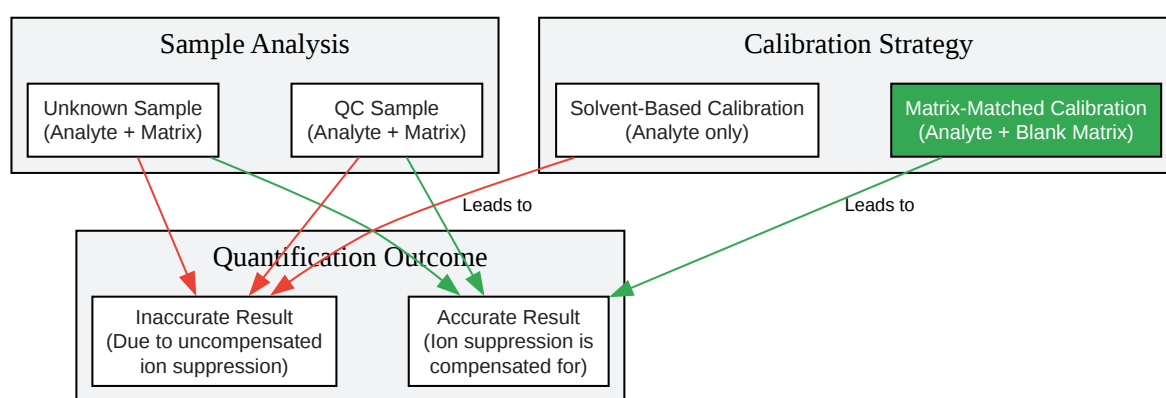 Sample Analysis
Calibration Strategy
Unknown Sample
(Analyte + Matrix)
QC Sample
(Analyte + Matrix)
Solvent-Based Calibration
(Analyte only)
Matrix-Matched Calibration
(Analyte + Blank Matrix)
Leads to
Leads to
Quantification Outcome
Inaccurate Result
(Due to uncompensated
ion suppression)
Accurate Result
(Ion suppression is
compensated for)